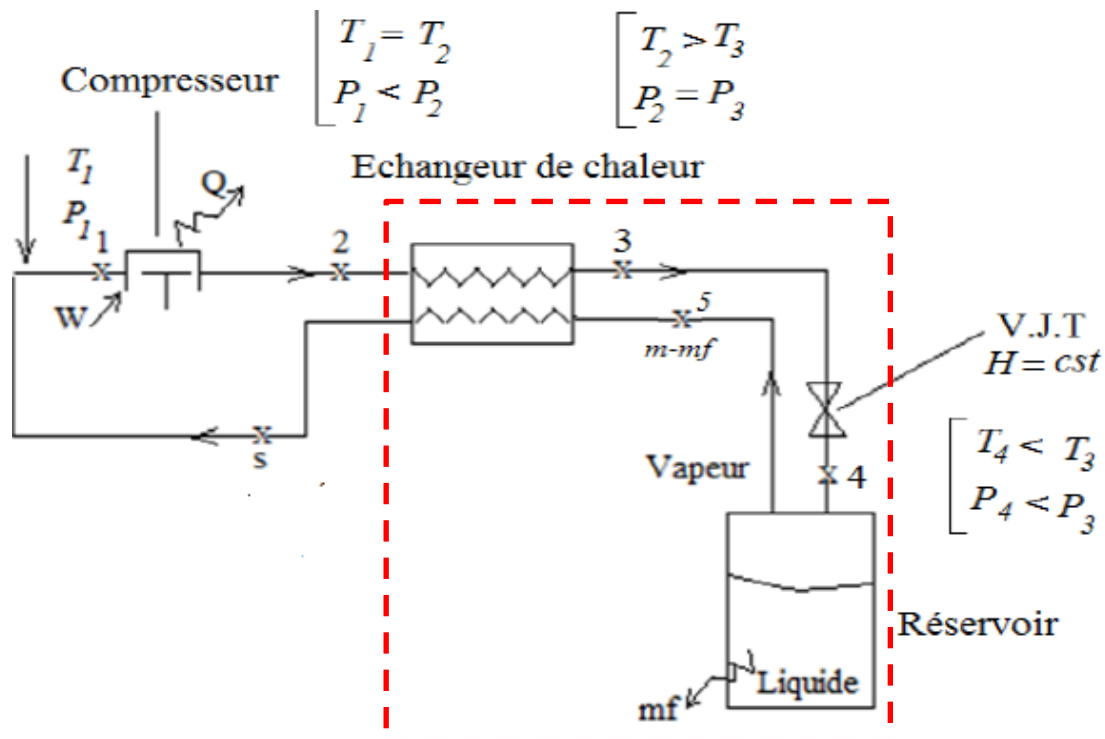 T1 = T2
P1 < P2
T2 > T3
P2 = P3
Compresseur
Echangeur de chaleur
T1
P1
Q
1
2
3
W
5
m-mf
V.J.T
H = cst
T4 < T3
P4 < P3
s
Vapeur
4
Réservoir
Liquide
mf